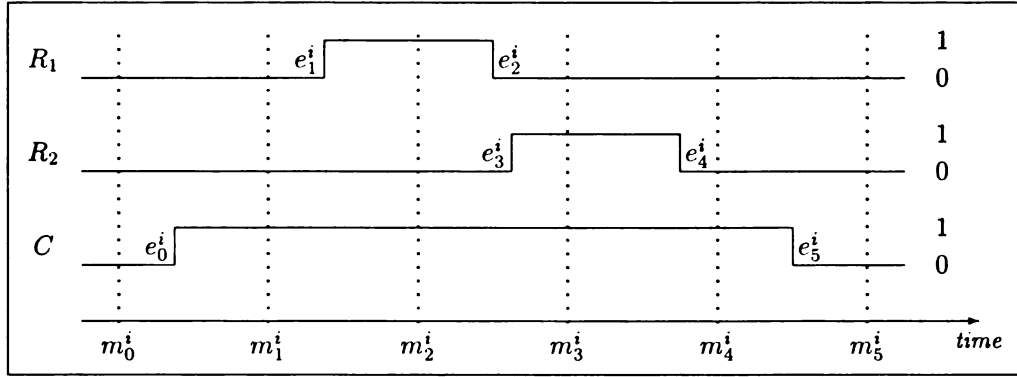 1
R₁ e₁ⁱ e₂ⁱ 0
1
R₂ e₃ⁱ e₄ⁱ 0
1
C e₀ⁱ e₅ⁱ 0
m₀ⁱ m₁ⁱ m₂ⁱ m₃ⁱ m₄ⁱ m₅ⁱ time